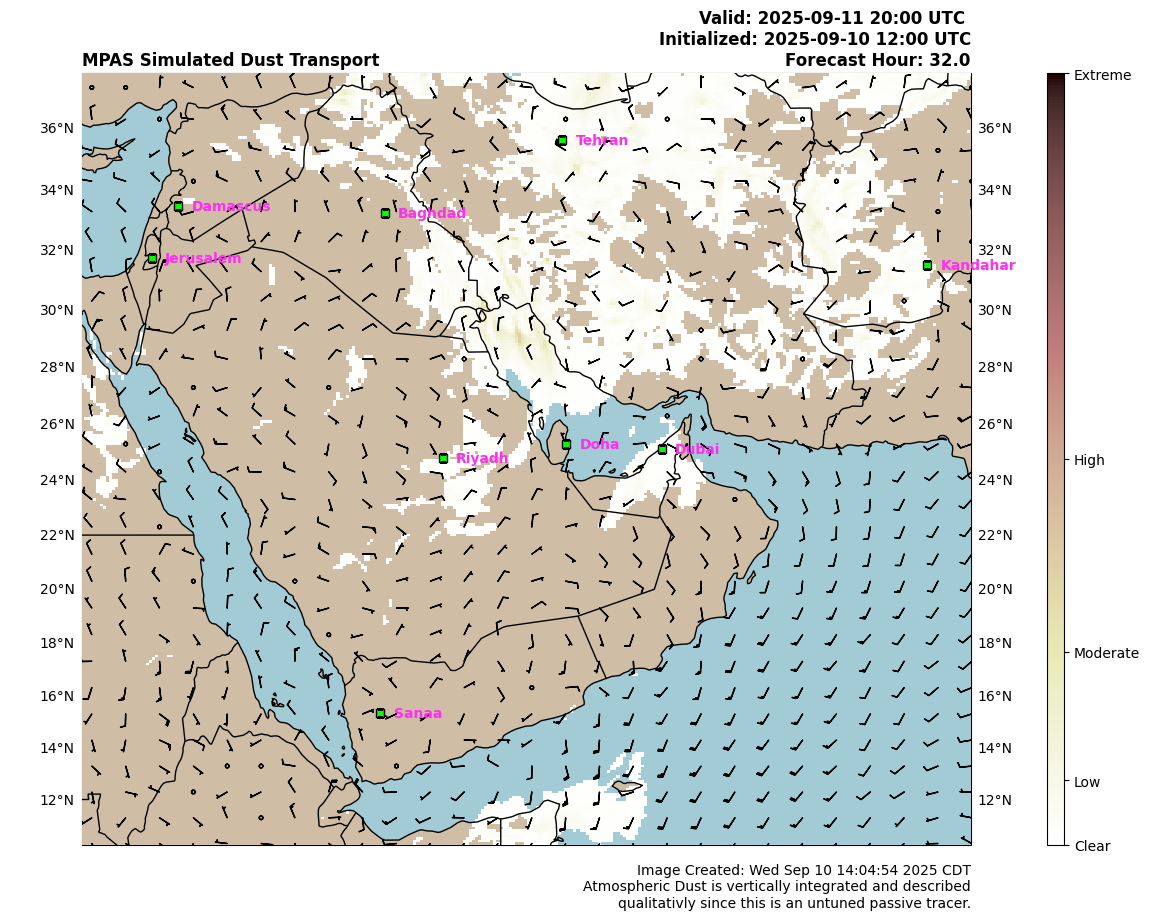 Valid: 2025-09-11 20:00 UTC
Initialized: 2025-09-10 12:00 UTC
MPAS Simulated Dust Transport
Forecast Hour: 32.0
Extreme
36°N
Tehran
36°N
34°N
Damascus
Baghdad
34°N
32°N
Jerusalem
Kandahar
32°N
30°N
30°N
28°N
28°N
26°N
Doha
Dubai
26°N
High
Riyadh
24°N
24°N
22°N
22°N
20°N
20°N
18°N
18°N
Moderate
16°N
Sanaa
16°N
14°N
14°N
Low
12°N
12°N
Clear
Image Created: Wed Sep 10 14:04:54 2025 CDT
Atmospheric Dust is vertically integrated and described
qualitativly since this is an untuned passive tracer.